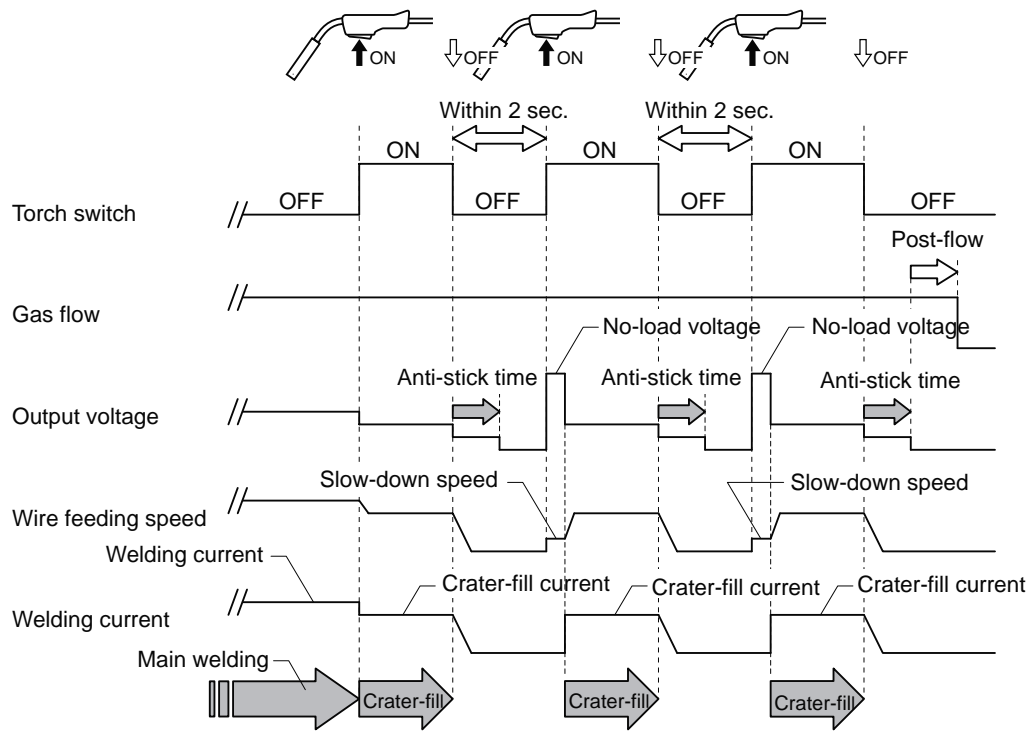 ON
OFF
ON
OFF
ON
OFF
Within 2 sec.
Within 2 sec.
ON
ON
ON
Torch switch
OFF
OFF
OFF
OFF
Post-flow
Gas flow
No-load voltage
No-load voltage
Anti-stick time
Anti-stick time
Anti-stick time
Output voltage
Slow-down speed
Slow-down speed
Wire feeding speed
Welding current
Crater-fill current
Crater-fill current
Crater-fill current
Welding current
Main welding
Crater-fill
Crater-fill
Crater-fill